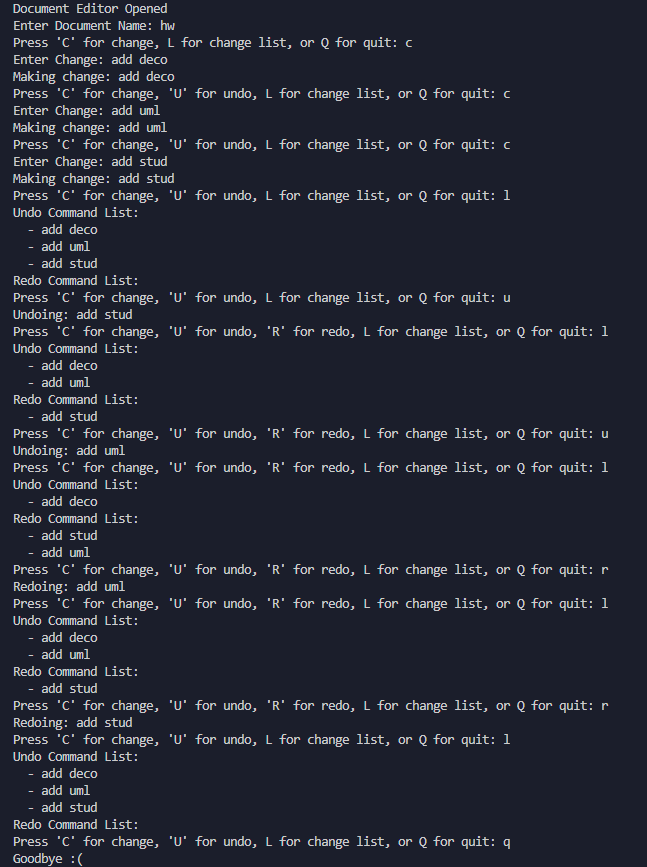 Document Editor Opened
Enter Document Name: hw
Press 'C' for change, L for change list, or Q for quit: c
Enter Change: add deco
Making change: add deco
Press 'C' for change, 'U' for undo, L for change list, or Q for quit: c
Enter Change: add uml
Making change: add uml
Press 'C' for change, 'U' for undo, L for change list, or Q for quit: c
Enter Change: add stud
Making change: add stud
Press 'C' for change, 'U' for undo, L for change list, or Q for quit: l
Undo Command List:
  - add deco
  - add uml
  - add stud
Redo Command List:
Press 'C' for change, 'U' for undo, L for change list, or Q for quit: u
Undoing: add stud
Press 'C' for change, 'U' for undo, 'R' for redo, L for change list, or Q for quit: l
Undo Command List:
  - add deco
  - add uml
Redo Command List:
  - add stud
Press 'C' for change, 'U' for undo, 'R' for redo, L for change list, or Q for quit: u
Undoing: add uml
Press 'C' for change, 'U' for undo, 'R' for redo, L for change list, or Q for quit: l
Undo Command List:
  - add deco
Redo Command List:
  - add stud
  - add uml
Press 'C' for change, 'U' for undo, 'R' for redo, L for change list, or Q for quit: r
Redoing: add uml
Press 'C' for change, 'U' for undo, 'R' for redo, L for change list, or Q for quit: l
Undo Command List:
  - add deco
  - add uml
Redo Command List:
  - add stud
Press 'C' for change, 'U' for undo, 'R' for redo, L for change list, or Q for quit: r
Redoing: add stud
Press 'C' for change, 'U' for undo, L for change list, or Q for quit: l
Undo Command List:
  - add deco
  - add uml
  - add stud
Redo Command List:
Press 'C' for change, 'U' for undo, L for change list, or Q for quit: q
Goodbye :(